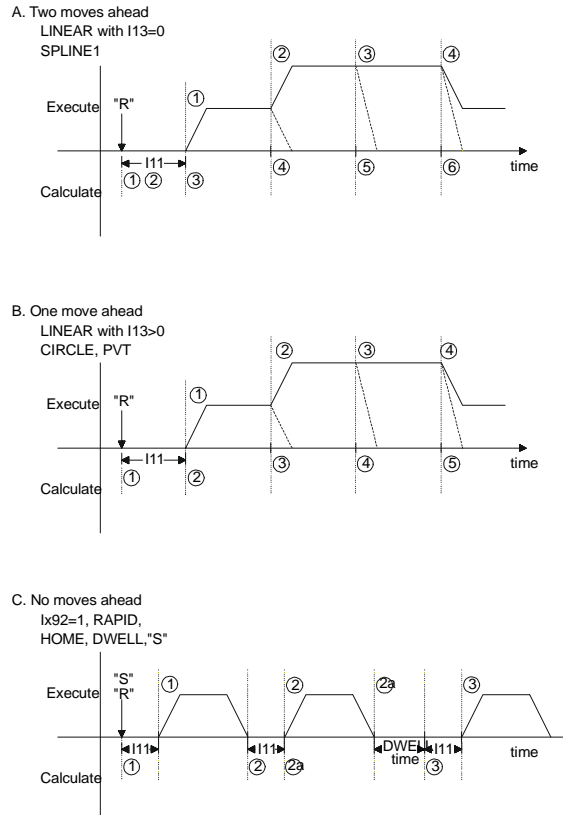 A. Two moves ahead
LINEAR with I13=0
SPLINE1
② ③ ④
①
Execute "R"
I11 time
① ② ③ ④ ⑤ ⑥
Calculate
B. One move ahead
LINEAR with I13>0
CIRCLE, PVT
② ③ ④
①
Execute "R"
I11 time
① ② ③ ④ ⑤
Calculate
C. No moves ahead
Ix92=1, RAPID,
HOME, DWELL,"S"
"S"
① ② 2a ③
Execute "R"
I11 I11 DWELL I11 time
time
① ② 2a ③
Calculate